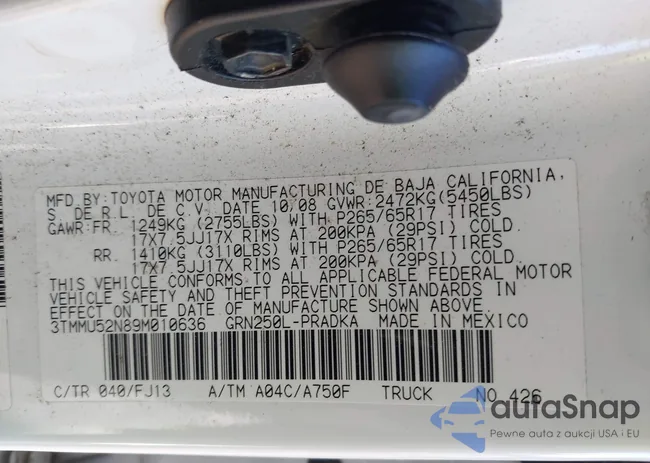 MFD.BY:TOYOTA MOTOR MANUFACTURING DE BAJA CALIFORNIA,
S. DE R.L. DE C.V. DATE 10/08 GVWR:2472KG(5450LBS)
GAWR:FR. 1249KG (2755LBS) WITH P265/65R17 TIRES
17X7.5JJ17X RIMS AT 200KPA (29PSI) COLD.
RR. 1410KG (3110LBS) WITH P265/65R17 TIRES
17X7.5JJ17X RIMS AT 200KPA (29PSI) COLD.
THIS VEHICLE CONFORMS TO ALL APPLICABLE FEDERAL MOTOR
VEHICLE SAFETY AND THEFT PREVENTION STANDARDS IN
EFFECT ON THE DATE OF MANUFACTURE SHOWN ABOVE.
3TMMU52N89M010636 GRN250L-PRADKA MADE IN MEXICO
C/TR 040/FJ13 A/TM A04C/A750F TRUCK NO.426
autaSnap
Pewne auta z aukcji USA i EU